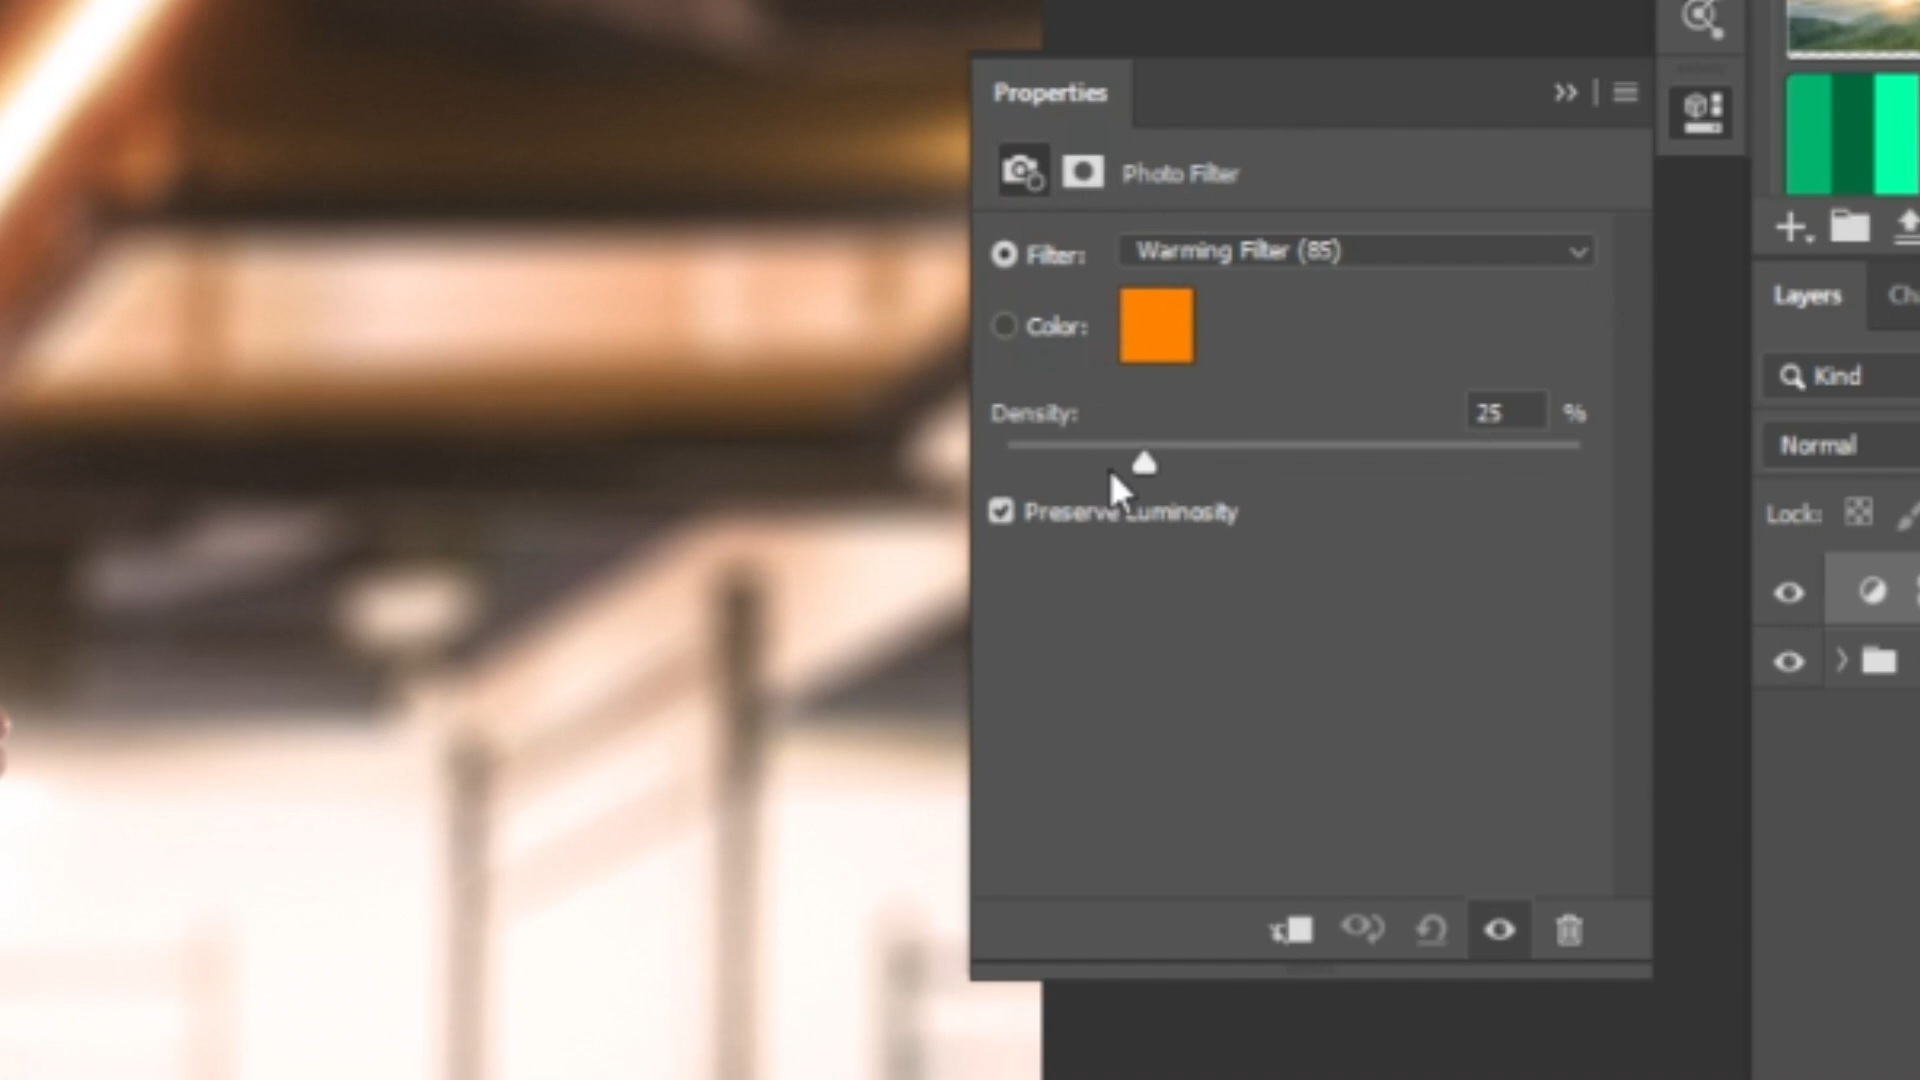 Properties
Photo Filter
Filter: Warming Filter (85)
Color:
Density: 25 %
Preserve Luminosity
Layers
Kind
Normal
Lock: